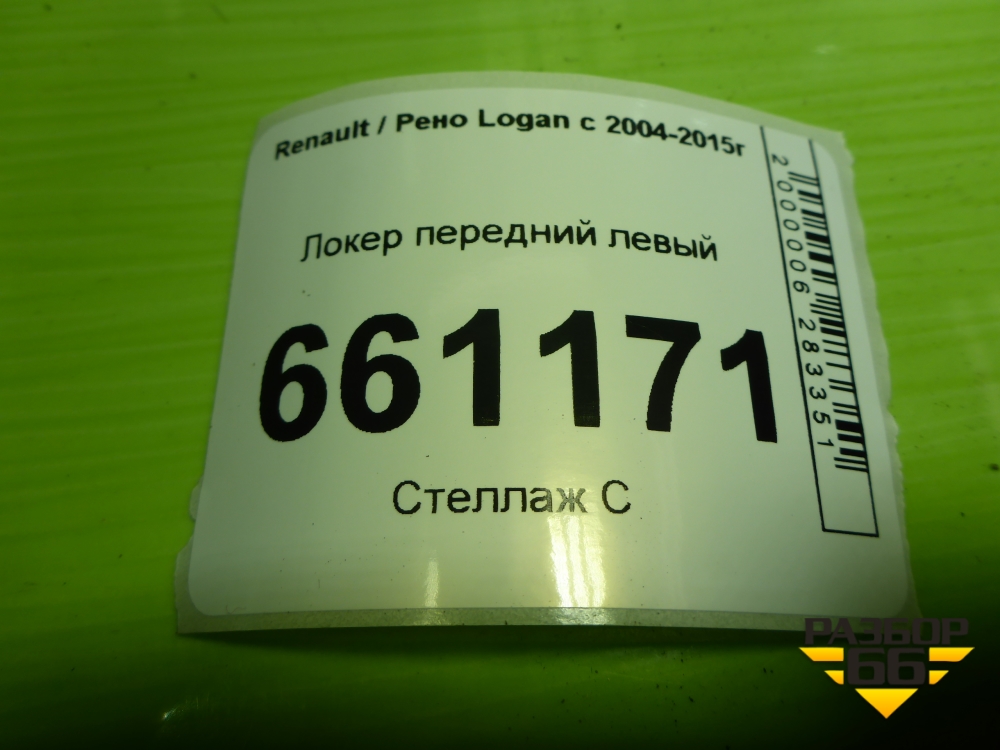 Renault / Рено Logan с 2004-2015г
Локер передний левый
661171
Стеллаж С
2000006283351
РАЗБОР
66